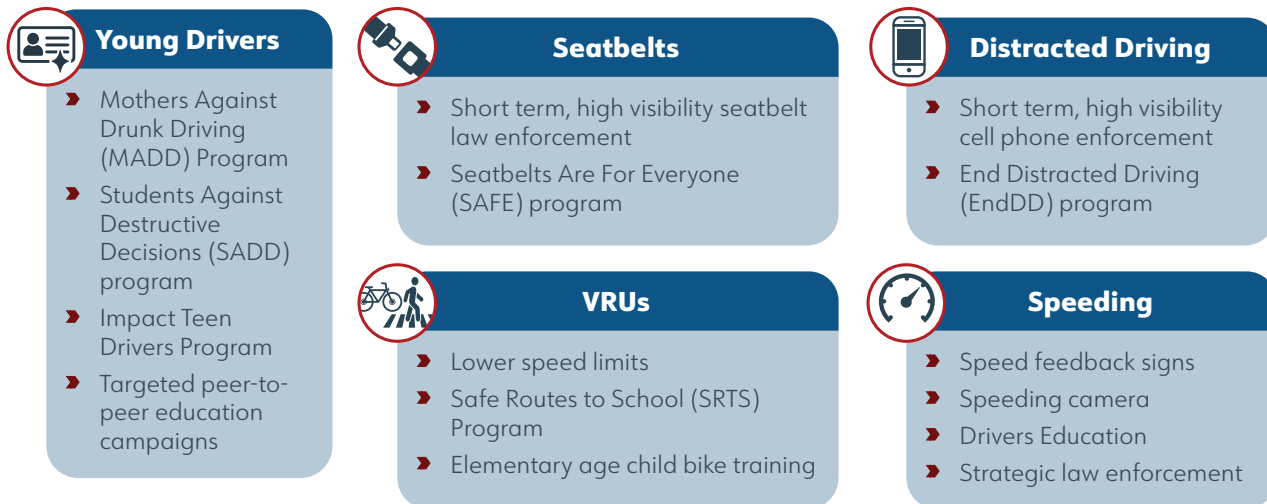 Young Drivers
Mothers Against
Drunk Driving
(MADD) Program
Students Against
Destructive
Decisions (SADD)
program
Impact Teen
Drivers Program
Targeted peer-to-
peer education
campaigns
Seatbelts
Short term, high visibility seatbelt
law enforcement
Seatbelts Are For Everyone
(SAFE) program
Distracted Driving
Short term, high visibility
cell phone enforcement
End Distracted Driving
(EndDD) program
VRUs
Lower speed limits
Safe Routes to School (SRTS)
Program
Elementary age child bike training
Speeding
Speed feedback signs
Speeding camera
Drivers Education
Strategic law enforcement